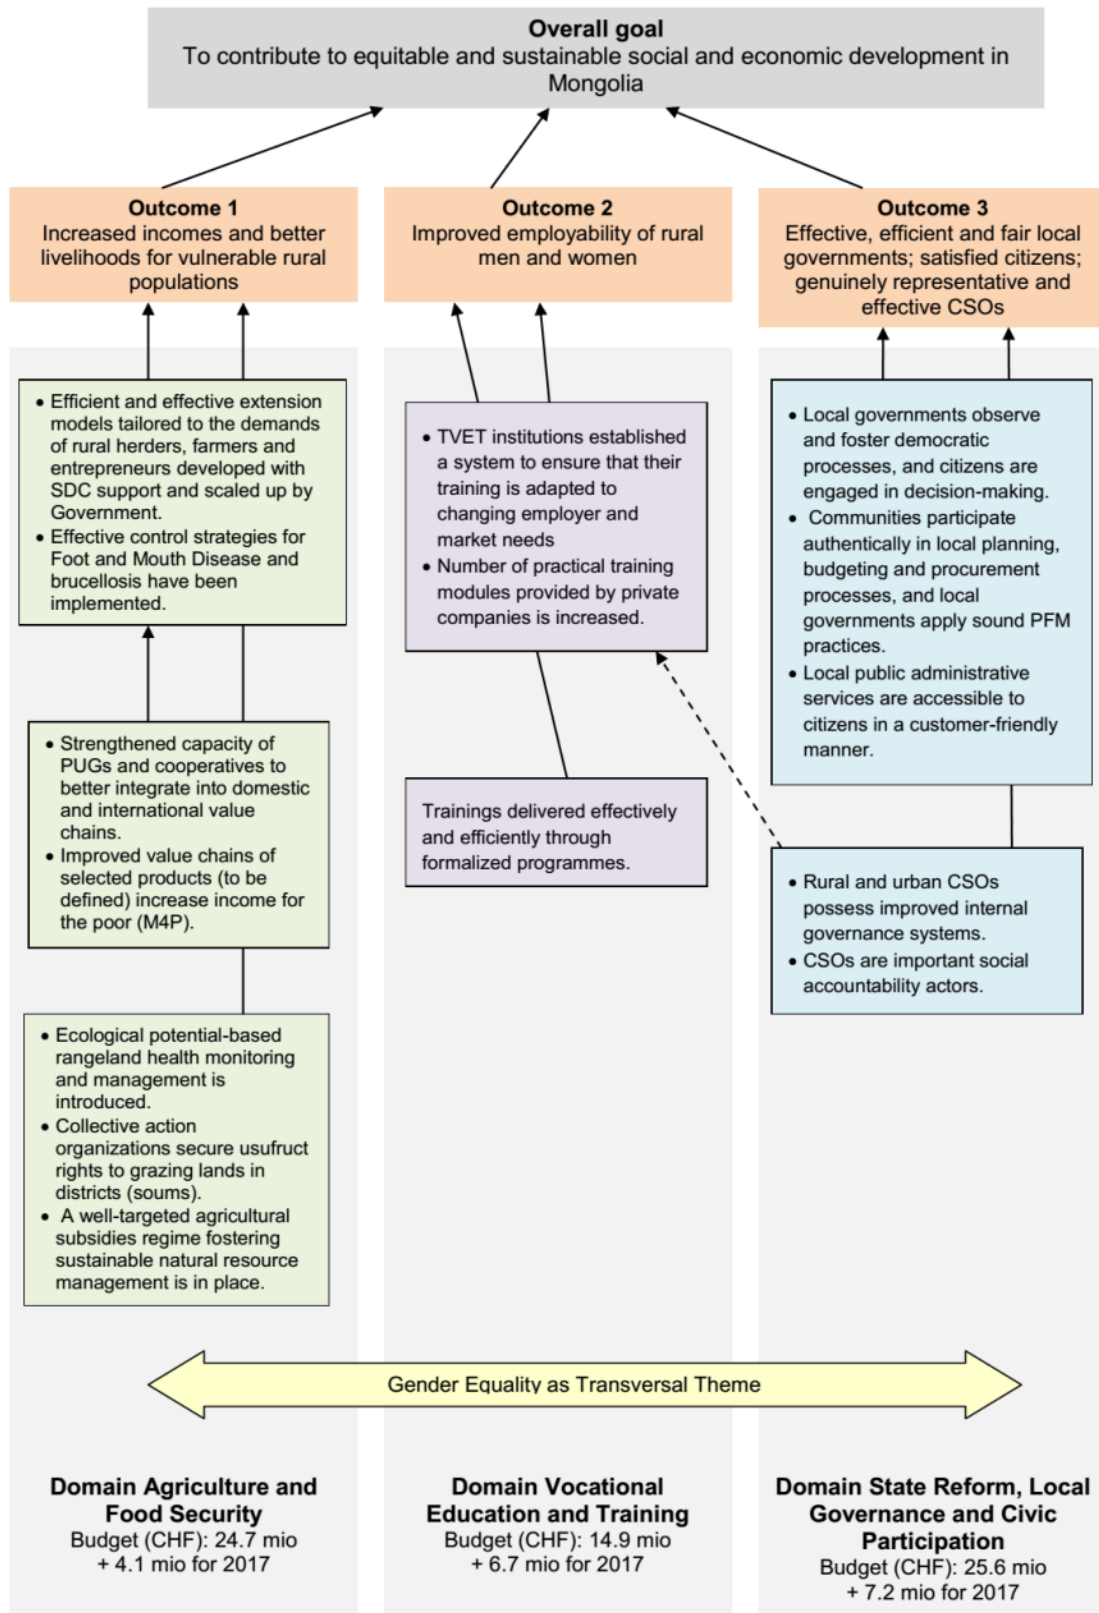 Overall goal
To contribute to equitable and sustainable social and economic development in
Mongolia
Outcome 1
Increased incomes and better
livelihoods for vulnerable rural
populations
Outcome 2
Improved employability of rural
men and women
Outcome 3
Effective, efficient and fair local
governments; satisfied citizens;
genuinely representative and
effective CSOs
• Efficient and effective extension
models tailored to the demands
of rural herders, farmers and
entrepreneurs developed with
SDC support and scaled up by
Government.
• Effective control strategies for
Foot and Mouth Disease and
brucellosis have been
implemented.
• Strengthened capacity of
PUGs and cooperatives to
better integrate into domestic
and international value
chains.
• Improved value chains of
selected products (to be
defined) increase income for
the poor (M4P).
• Ecological potential-based
rangeland health monitoring
and management is
introduced.
• Collective action
organizations secure usufruct
rights to grazing lands in
districts (soums).
• A well-targeted agricultural
subsidies regime fostering
sustainable natural resource
management is in place.
• TVET institutions established
a system to ensure that their
training is adapted to
changing employer and
market needs
• Number of practical training
modules provided by private
companies is increased.
Trainings delivered effectively
and efficiently through
formalized programmes.
• Local governments observe
and foster democratic
processes, and citizens are
engaged in decision-making.
• Communities participate
authentically in local planning,
budgeting and procurement
processes, and local
governments apply sound PFM
practices.
• Local public administrative
services are accessible to
citizens in a customer-friendly
manner.
• Rural and urban CSOs
possess improved internal
governance systems.
• CSOs are important social
accountability actors.
Gender Equality as Transversal Theme
Domain Agriculture and
Food Security
Budget (CHF): 24.7 mio
+ 4.1 mio for 2017
Domain Vocational
Education and Training
Budget (CHF): 14.9 mio
+ 6.7 mio for 2017
Domain State Reform, Local
Governance and Civic
Participation
Budget (CHF): 25.6 mio
+ 7.2 mio for 2017